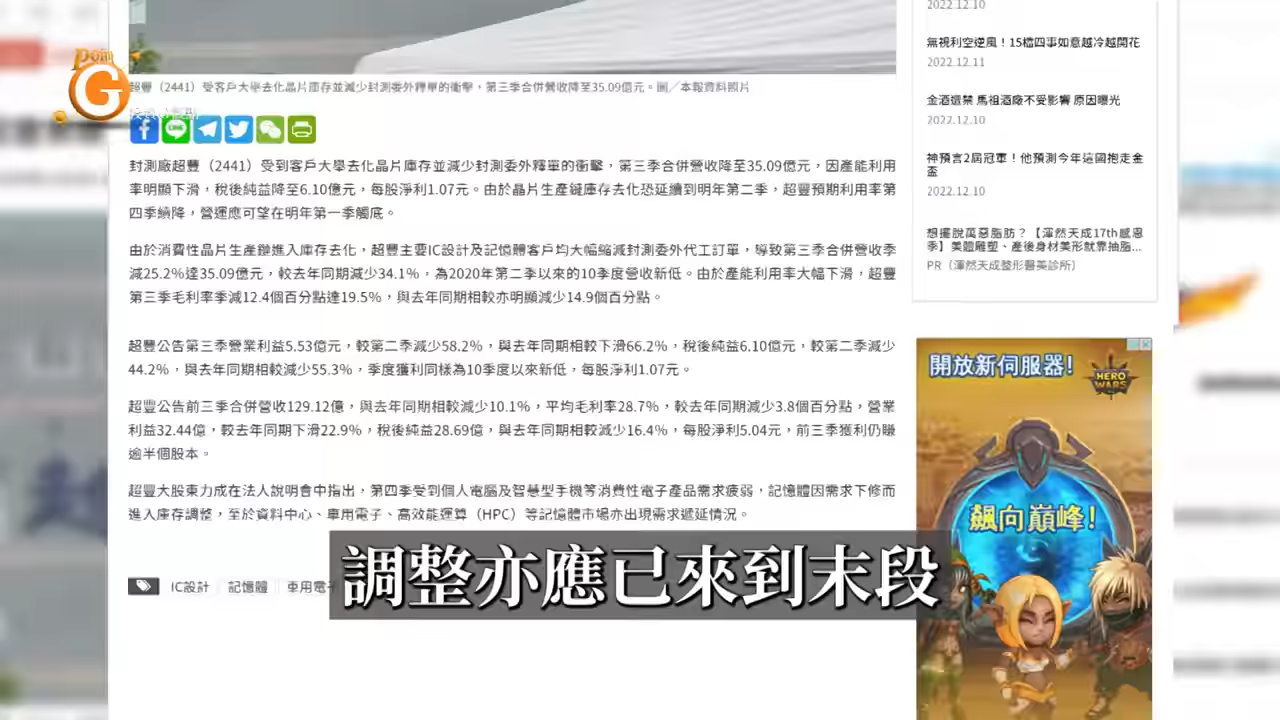 Point
G
超豐（2441）受客戶大舉去化晶片庫存並減少封測委外釋單的衝擊，第三季合併營收降至35.09億元。圖／本報資料照片
LINE
封測廠超豐（2441）受到客戶大舉去化晶片庫存並減少封測委外釋單的衝擊，第三季合併營收降至35.09億元，因產能利用
率明顯下滑，稅後純益降至6.10億元，每股淨利1.07元。由於晶片生產鏈庫存去化恐延續到明年第二季，超豐預期利用率第
四季續降，營運應可望在明年第一季觸底。
由於消費性晶片生產鏈進入庫存去化，超豐主要IC設計及記憶體客戶均大幅縮減封測委外代工訂單，導致第三季合併營收季
減25.2%達35.09億元，較去年同期減少34.1%，為2020年第二季以來的10季度營收新低。由於產能利用率大幅下滑，超豐
第三季毛利率季減12.4個百分點達19.5%，與去年同期相較亦明顯減少14.9個百分點。
超豐公告第三季營業利益5.53億元，較第二季減少58.2%，與去年同期相較下滑66.2%，稅後純益6.10億元，較第二季減少
44.2%，與去年同期相較減少55.3%，季度獲利同樣為10季度以來新低，每股淨利1.07元。
超豐公告前三季合併營收129.12億，與去年同期相較減少10.1%，平均毛利率28.7%，較去年同期減少3.8個百分點，營業
利益32.44億，較去年同期下滑22.9%，稅後純益28.69億，與去年同期相較減少16.4%，每股淨利5.04元，前三季獲利仍賺
逾半個股本。
超豐大股東力成在法人說明會中指出，第四季受到個人電腦及智慧型手機等消費性電子產品需求疲弱，記憶體因需求下修而
進入庫存調整，至於資料中心、車用電子、高效能運算（HPC）等記憶體市場亦出現需求遞延情況。
IC設計 記憶體 車用電子
調整亦應已來到末段
2022.12.10
無視利空逆風！15檔四事如意越冷越開花
2022.12.11
金酒遭禁 馬祖酒廠不受影響 原因曝光
2022.12.10
神預言2屆冠軍！他預測今年這國抱走金
盃
2022.12.10
想擺脫萬惡脂肪？【渾然天成17th感恩
季】美體雕塑、產後身材美形就靠抽脂...
PR（渾然天成整形醫美診所）
開放新伺服器!
HERO
WARS
飆向巔峰!